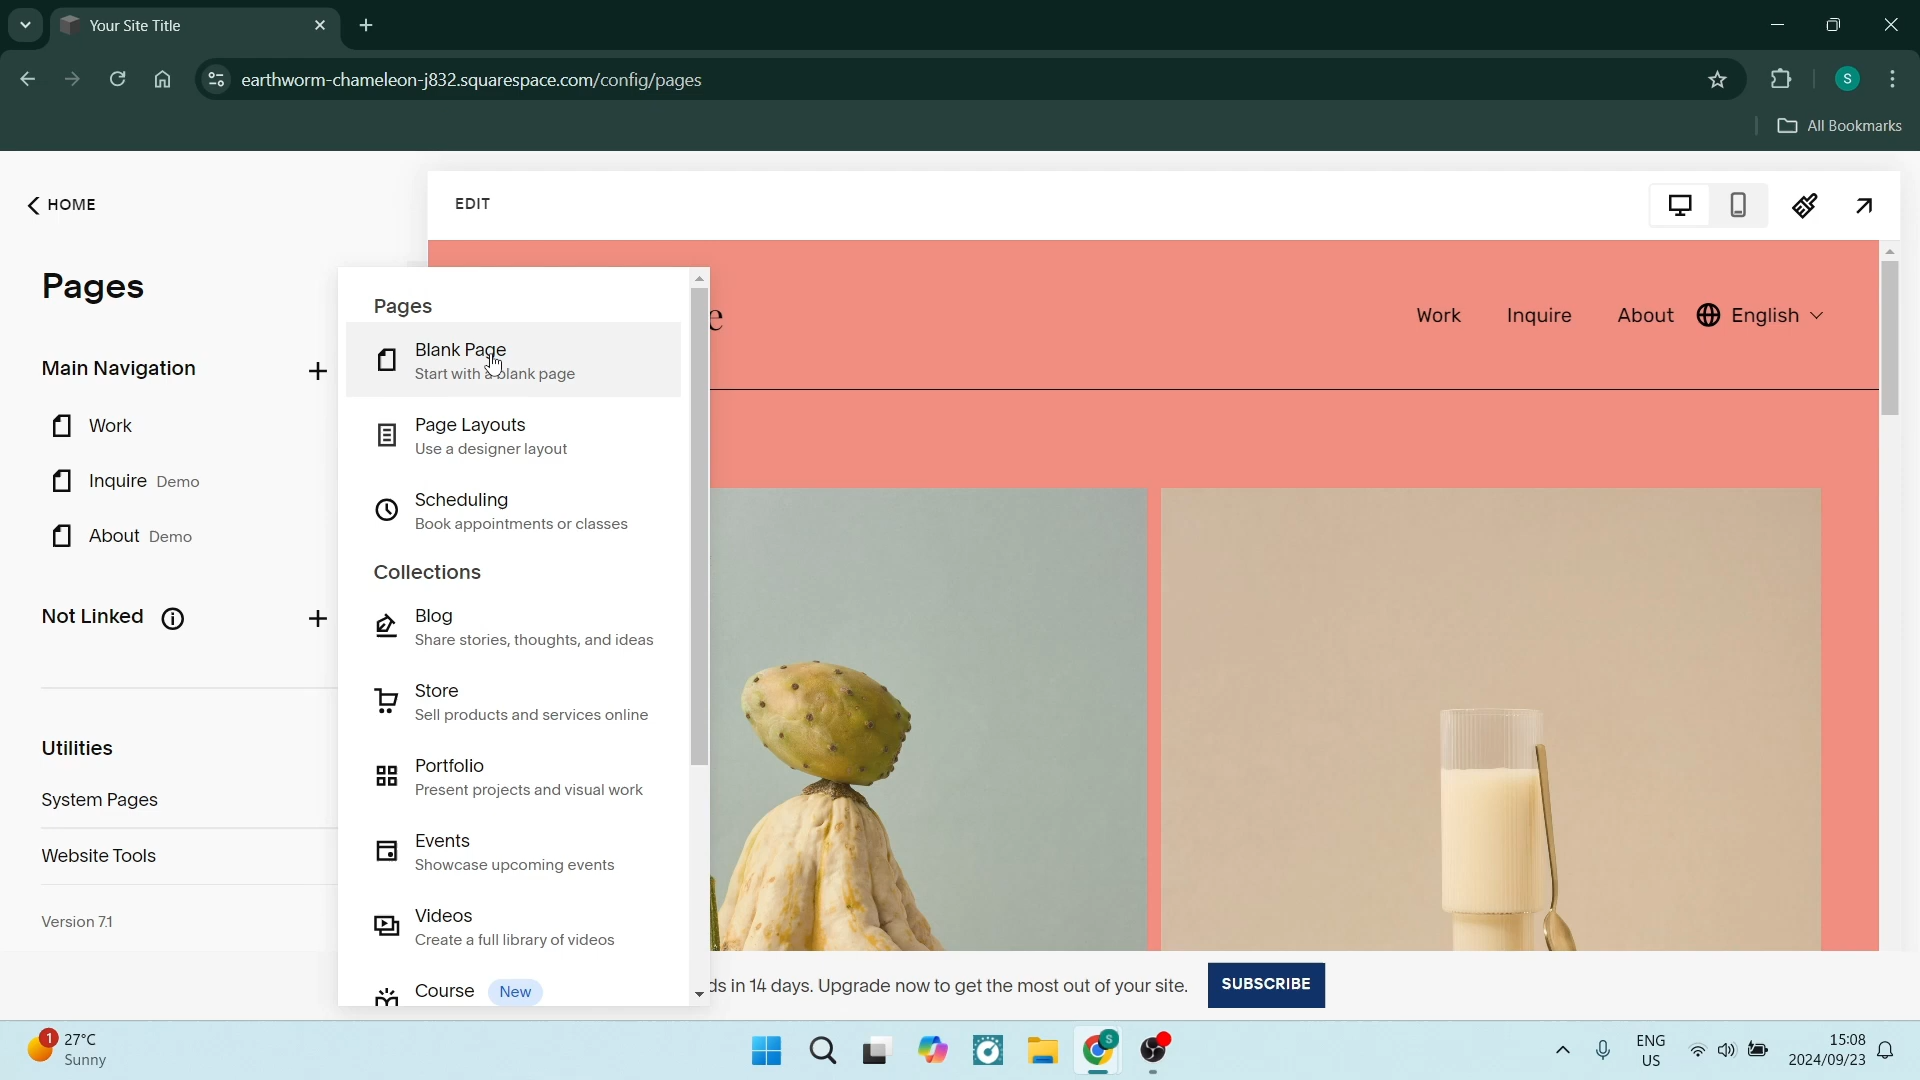 Your Site Title
earthworm-chameleon-j832.squarespace.com/config/pages
S
All Bookmarks
HOME
EDIT
Pages
Main Navigation
Work
Inquire Demo
About Demo
Not Linked
Utilities
System Pages
Website Tools
Version 7.1
Pages
Blank Page
Start with a blank page
Page Layouts
Use a designer layout
Scheduling
Book appointments or classes
Collections
Blog
Share stories, thoughts, and ideas
Store
Sell products and services online
Portfolio
Present projects and visual work
Events
Showcase upcoming events
Videos
Create a full library of videos
Course New
e
Work Inquire About English
ds in 14 days. Upgrade now to get the most out of your site. SUBSCRIBE
1
27°C
Sunny
S
ENG
US
15:08
2024/09/23